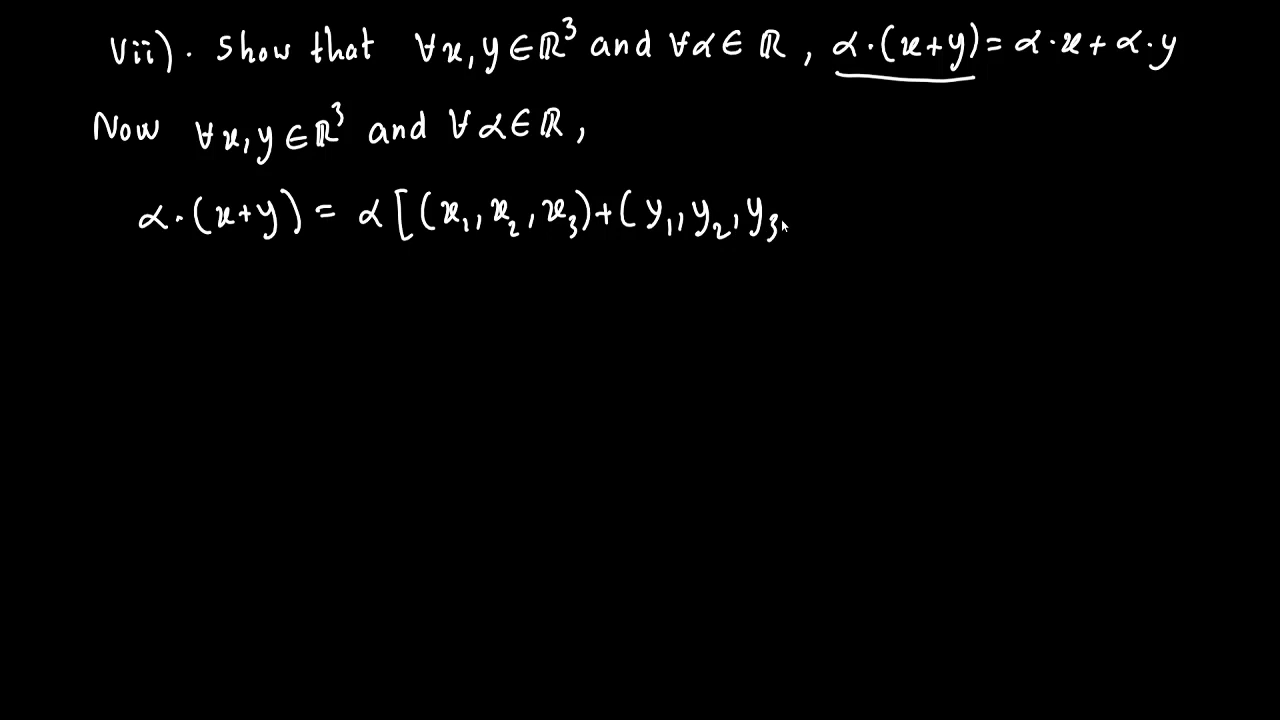 vii). Show that ∀x, y ∈ ℝ³ and ∀α ∈ ℝ, α·(x+y) = α·x + α·y
Now ∀x, y ∈ ℝ³ and ∀α ∈ ℝ,
α·(x+y) = α[(x₁, x₂, x₃)+(y₁, y₂, y₃